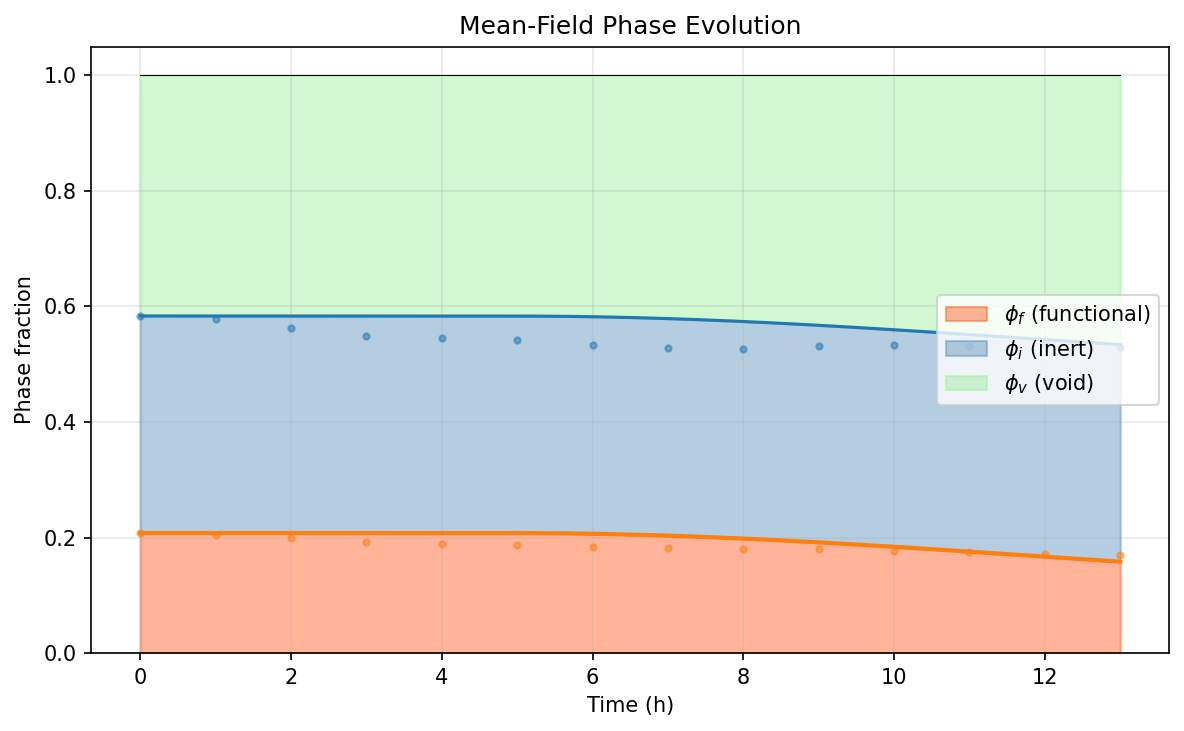 Mean-Field Phase Evolution
1.0
0.8
0.6
0.4
0.2
0.0
Phase fraction
ϕf (functional)
ϕi (inert)
ϕv (void)
0 2 4 6 8 10 12
Time (h)